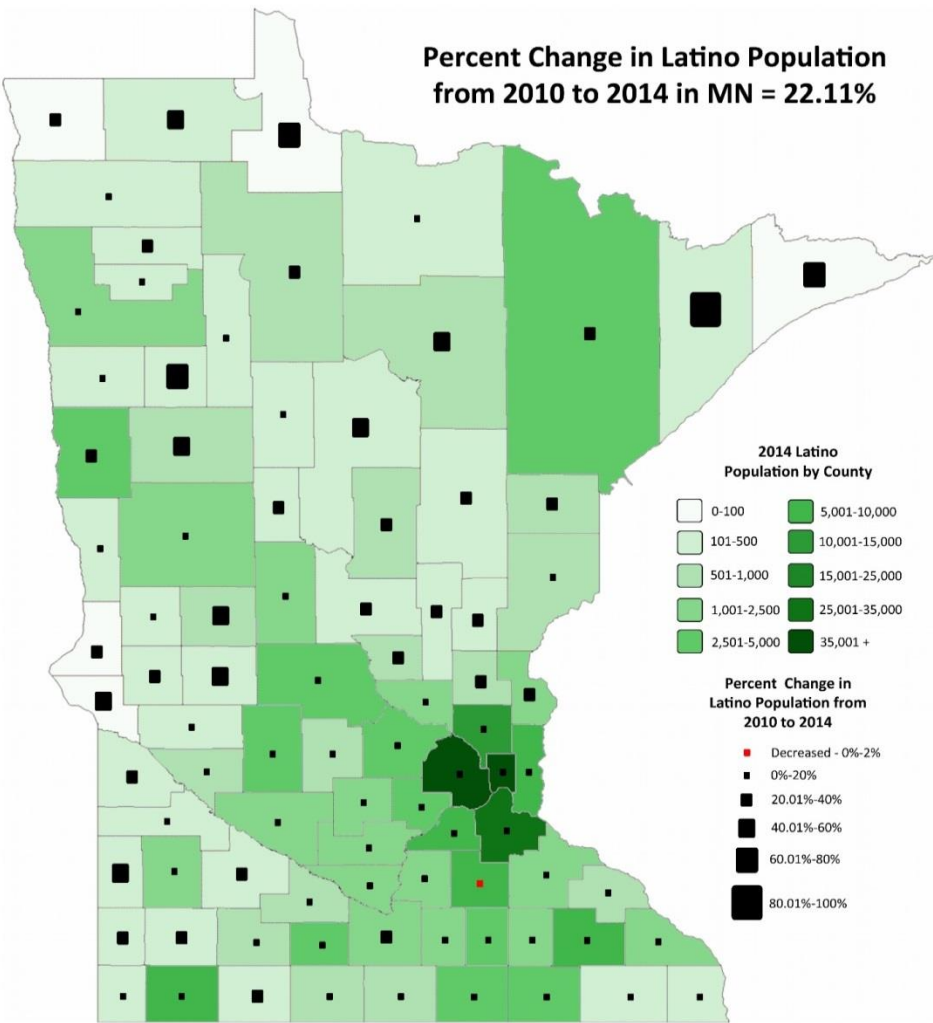 Percent Change in Latino Population
from 2010 to 2014 in MN = 22.11%
2014 Latino
Population by County
0-100
101-500
501-1,000
1,001-2,500
2,501-5,000
5,001-10,000
10,001-15,000
15,001-25,000
25,001-35,000
35,001 +
Percent Change in
Latino Population from
2010 to 2014
Decreased - 0%-2%
0%-20%
20.01%-40%
40.01%-60%
60.01%-80%
80.01%-100%